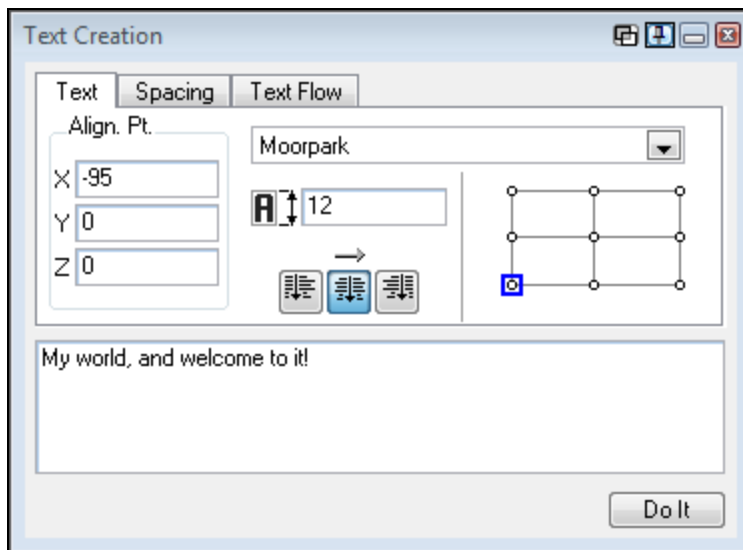 Text Creation
Text Spacing Text Flow
Align. Pt.
Moorpark
X -95
A 12
Y 0
Z 0
My world, and welcome to it!
Do It